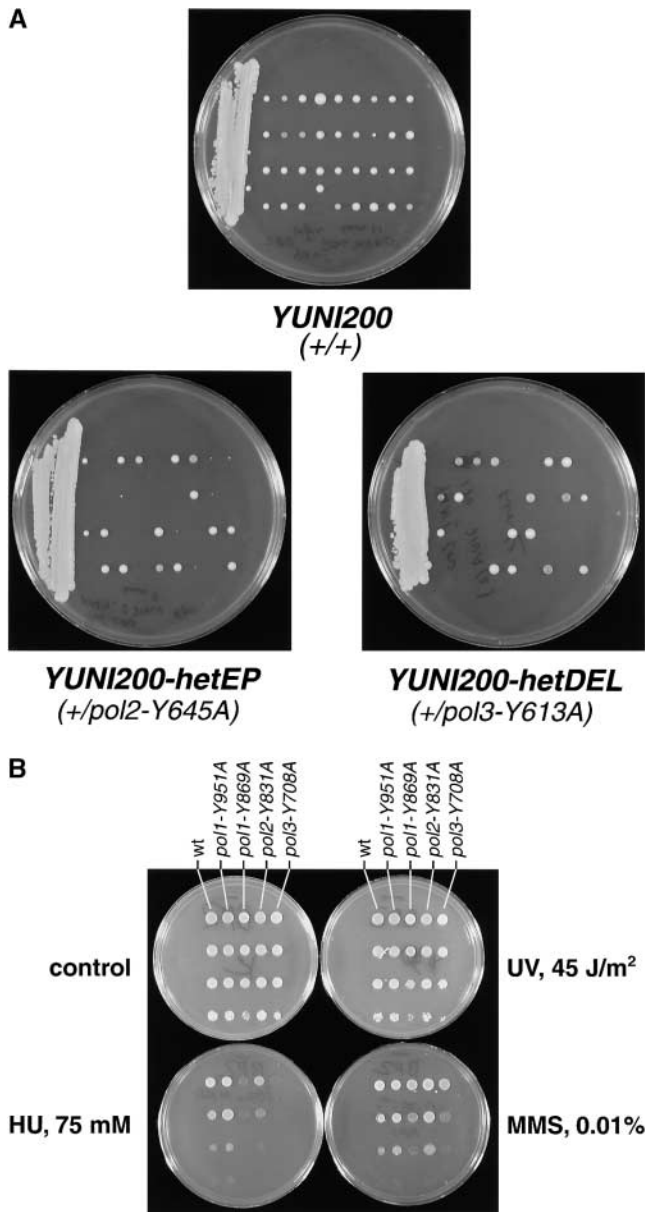 A
YUNI200
(+/+)
YUNI200-hetEP
(+/pol2-Y645A)
YUNI200-hetDEL
(+/pol3-Y613A)
B
wt
pol1-Y951A
pol1-Y869A
pol2-Y831A
pol3-Y708A
wt
pol1-Y951A
pol1-Y869A
pol2-Y831A
pol3-Y708A
control
UV, 45 J/m²
HU, 75 mM
MMS, 0.01%